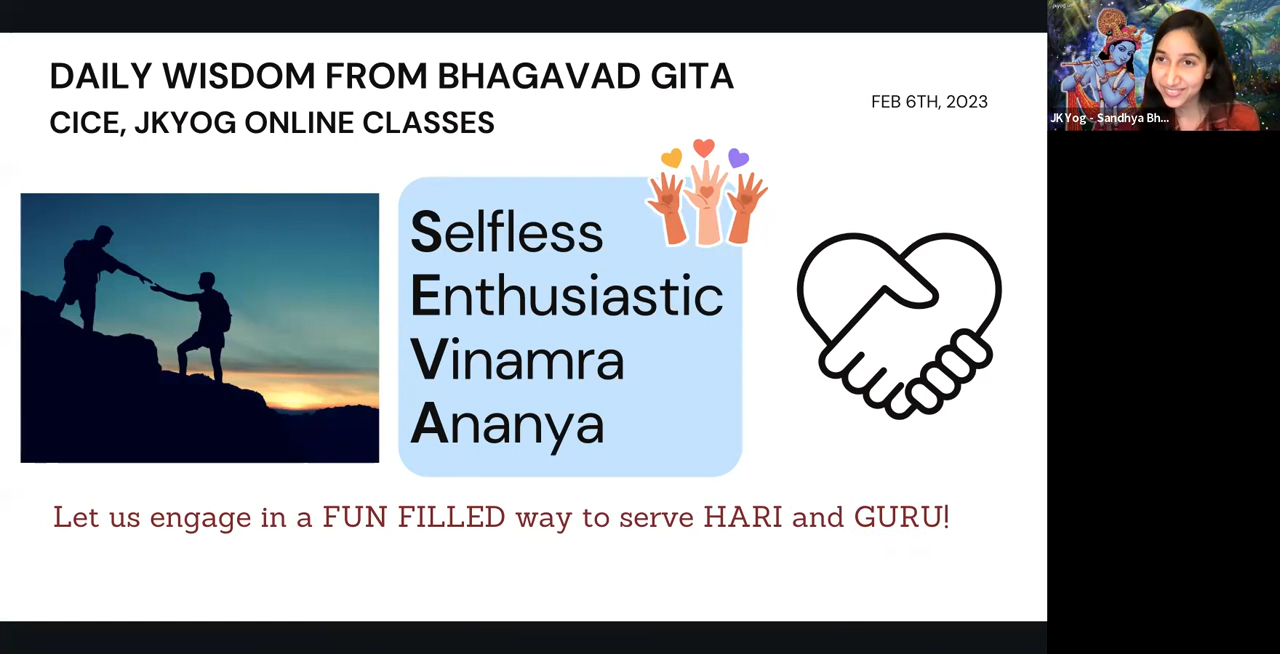 DAILY WISDOM FROM BHAGAVAD GITA
CICE, JKYOG ONLINE CLASSES
FEB 6TH, 2023
Selfless
Enthusiastic
Vinamra
Ananya
Let us engage in a FUN FILLED way to serve HARI and GURU!
JKYog - Sandhya Bh...